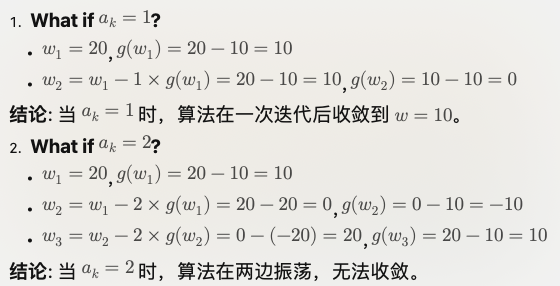 1. What if a_k = 1?
• w_1 = 20, g(w_1) = 20 − 10 = 10
• w_2 = w_1 − 1 × g(w_1) = 20 − 10 = 10, g(w_2) = 10 − 10 = 0
结论: 当 a_k = 1 时，算法在一次迭代后收敛到 w = 10。
2. What if a_k = 2?
• w_1 = 20, g(w_1) = 20 − 10 = 10
• w_2 = w_1 − 2 × g(w_1) = 20 − 20 = 0, g(w_2) = 0 − 10 = −10
• w_3 = w_2 − 2 × g(w_2) = 0 − (−20) = 20, g(w_3) = 20 − 10 = 10
结论: 当 a_k = 2 时，算法在两边振荡，无法收敛。